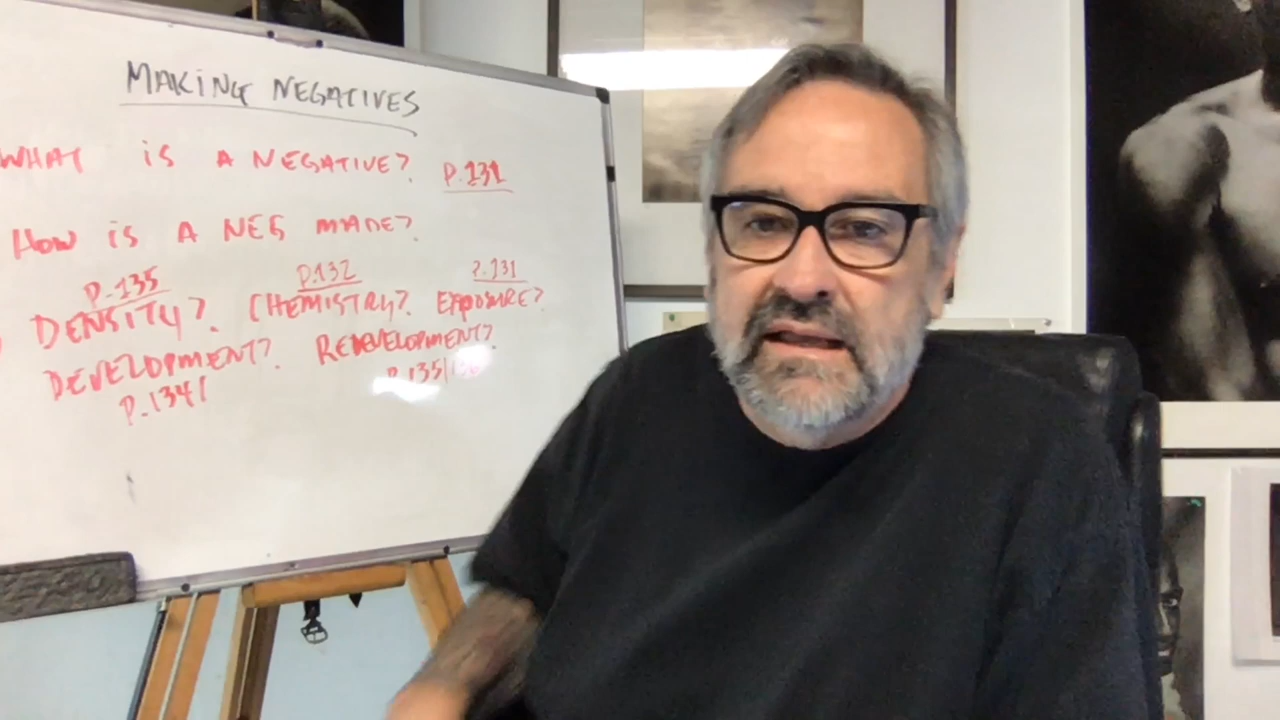 MAKING NEGATIVES
WHAT IS A NEGATIVE? P.131
HOW IS A NEG MADE?
P.135 P.132 P.131
DENSITY? CHEMISTRY? EXPOSURE?
DEVELOPMENT? REDEVELOPMENT?
P.134/ P.135/